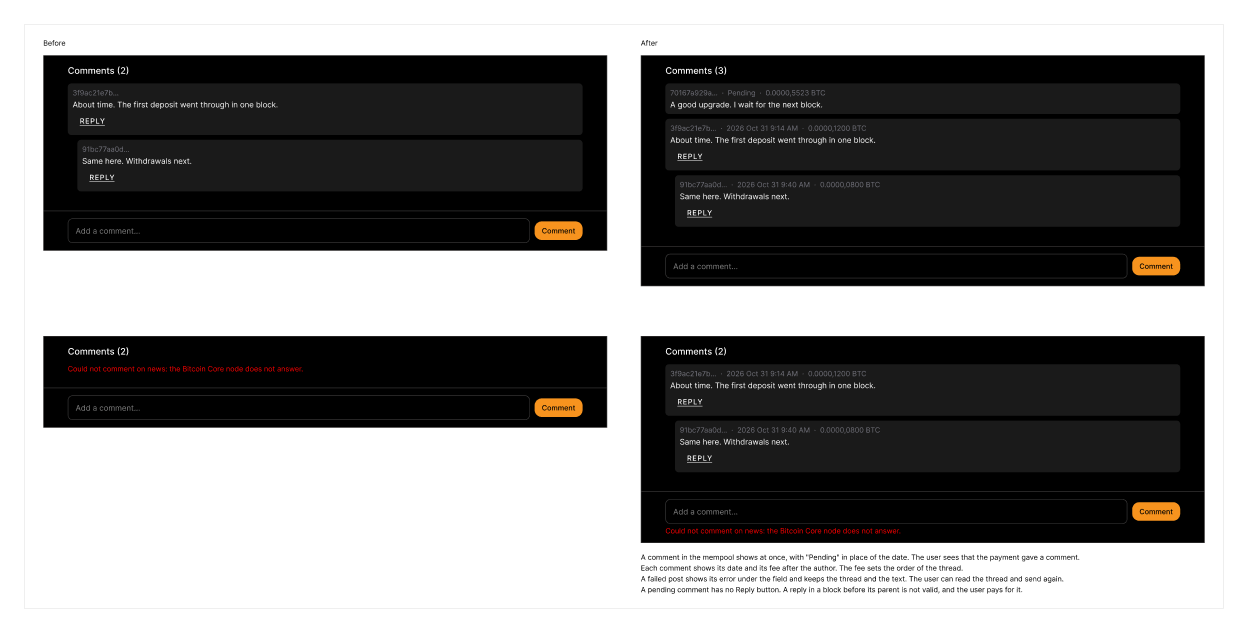 Before
Comments (2)
3f9ac21e7b...
About time. The first deposit went through in one block.
REPLY
91bc77aa0d...
Same here. Withdrawals next.
REPLY
Add a comment...
Comment
After
Comments (3)
70167a929a... · Pending · 0.0000,5523 BTC
A good upgrade. I wait for the next block.
3f9ac21e7b... · 2026 Oct 31 9:14 AM · 0.0000,1200 BTC
About time. The first deposit went through in one block.
REPLY
91bc77aa0d... · 2026 Oct 31 9:40 AM · 0.0000,0800 BTC
Same here. Withdrawals next.
REPLY
Add a comment...
Comment
Comments (2)
Could not comment on news: the Bitcoin Core node does not answer.
Add a comment...
Comment
Comments (2)
3f9ac21e7b... · 2026 Oct 31 9:14 AM · 0.0000,1200 BTC
About time. The first deposit went through in one block.
REPLY
91bc77aa0d... · 2026 Oct 31 9:40 AM · 0.0000,0800 BTC
Same here. Withdrawals next.
REPLY
Add a comment...
Comment
Could not comment on news: the Bitcoin Core node does not answer.
A comment in the mempool shows at once, with "Pending" in place of the date. The user sees that the payment gave a comment.
Each comment shows its date and its fee after the author. The fee sets the order of the thread.
A failed post shows its error under the field and keeps the thread and the text. The user can read the thread and send again.
A pending comment has no Reply button. A reply in a block before its parent is not valid, and the user pays for it.